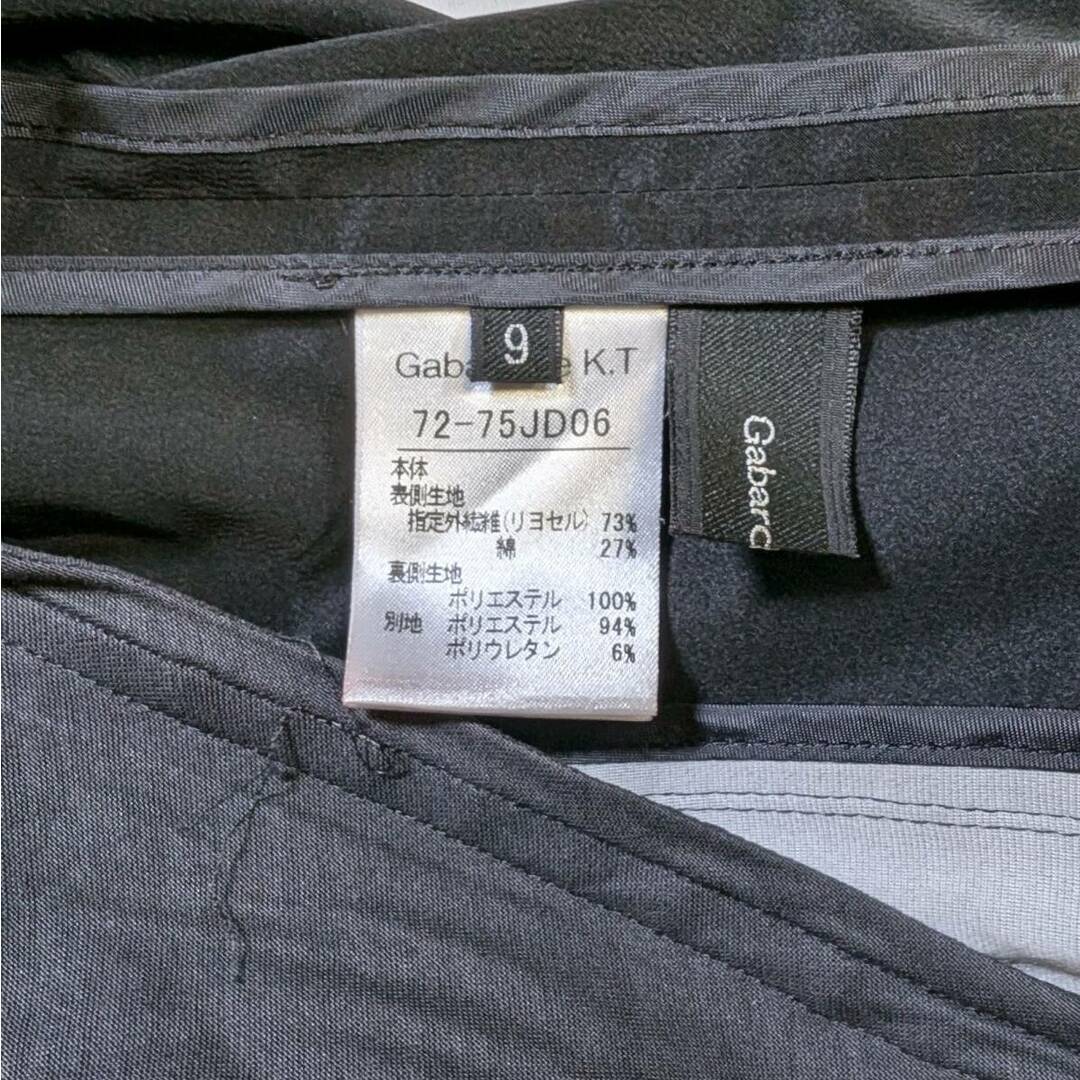 9
Gaba e K.T
72-75JD06
本体
表側生地
指定外繊維(リヨセル) 73%
綿 27%
裏側生地
ポリエステル 100%
別地 ポリエステル 94%
ポリウレタン 6%
Gabarc